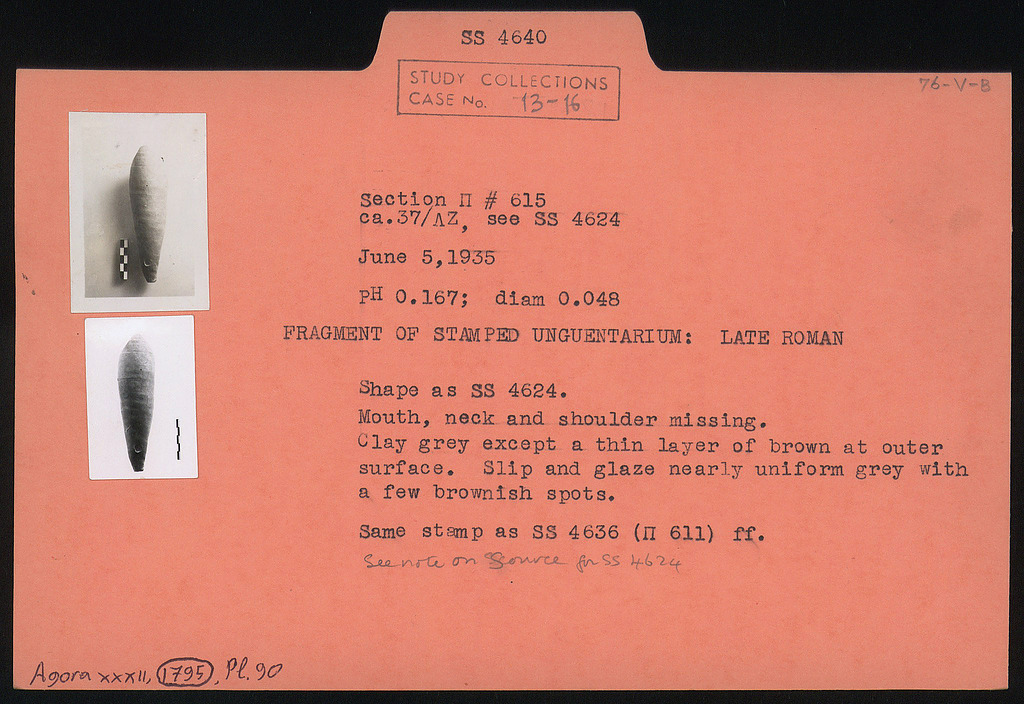 SS 4640
STUDY COLLECTIONS
CASE No. 13-16
76-V-B
Section Π # 615
ca.37/ΛΖ, see SS 4624
June 5,1935
PH 0.167; diam 0.048
FRAGMENT OF STAMPED UNGUENTARIUM: LATE ROMAN
Shape as SS 4624.
Mouth, neck and shoulder missing.
Clay grey except a thin layer of brown at outer
surface. Slip and glaze nearly uniform grey with
a few brownish spots.
Same stamp as SS 4636 (Π 611) ff.
See note on Source for SS 4624
Agora XXXII, 1795, Pl. 90